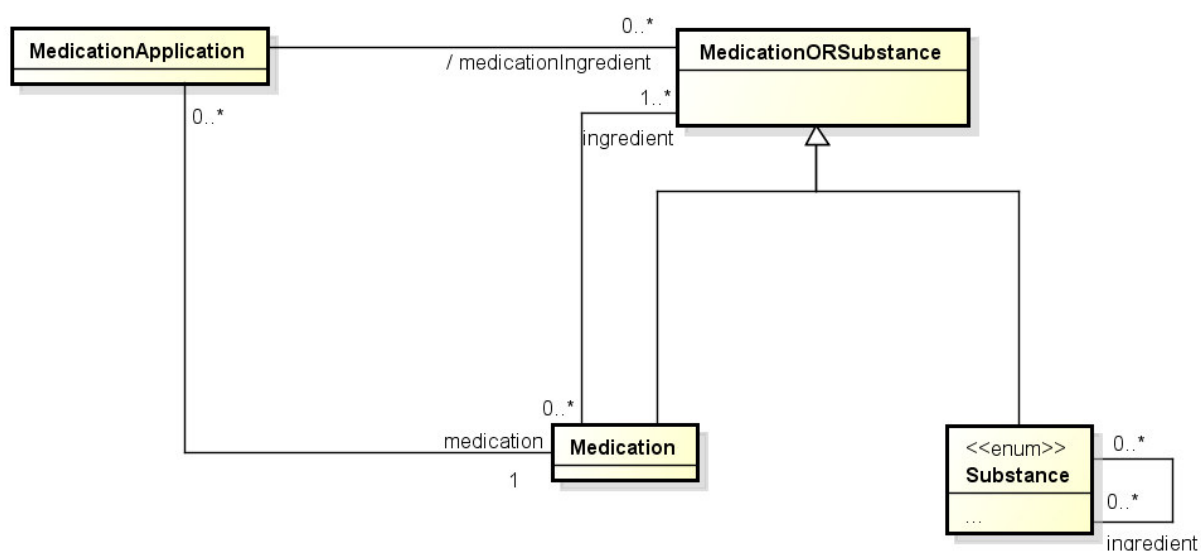 0..*
MedicationApplication
MedicationORSubstance
/ medicationIngredient
1..*
0..*
ingredient
0..*
medication
Medication
1
<<enum>>
Substance
...
0..*
0..*
ingredient